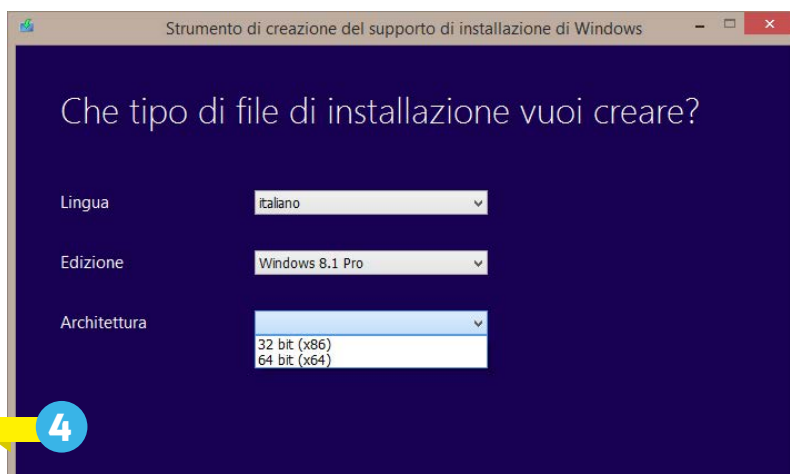 Strumento di creazione del supporto di installazione di Windows
Che tipo di file di installazione vuoi creare?
Lingua italiano
Edizione Windows 8.1 Pro
Architettura
32 bit (x86)
64 bit (x64)
4